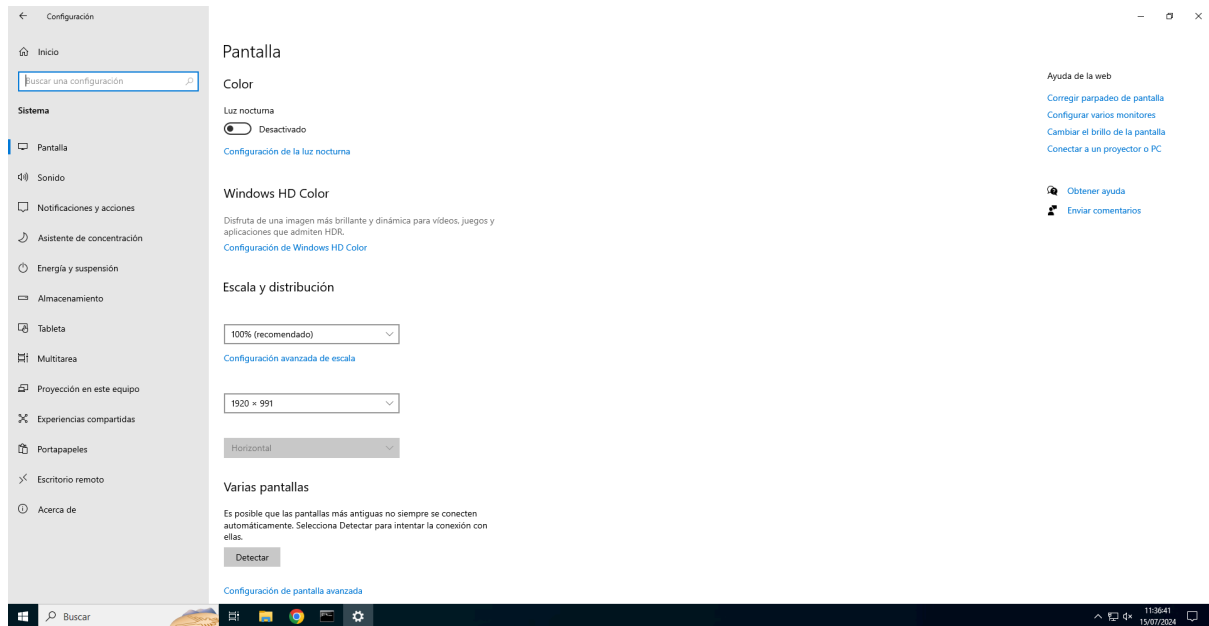 Configuración
Inicio
Buscar una configuración
Sistema
Pantalla
Sonido
Notificaciones y acciones
Asistente de concentración
Energía y suspensión
Almacenamiento
Tableta
Multitarea
Proyección en este equipo
Experiencias compartidas
Portapapeles
Escritorio remoto
Acerca de
Pantalla
Color
Luz nocturna
Desactivado
Configuración de la luz nocturna
Windows HD Color
Disfruta de una imagen más brillante y dinámica para vídeos, juegos y
aplicaciones que admiten HDR.
Configuración de Windows HD Color
Escala y distribución
100% (recomendado)
Configuración avanzada de escala
1920 × 991
Horizontal
Varias pantallas
Es posible que las pantallas más antiguas no siempre se conecten
automáticamente. Selecciona Detectar para intentar la conexión con
ellas.
Detectar
Configuración de pantalla avanzada
Ayuda de la web
Corregir parpadeo de pantalla
Configurar varios monitores
Cambiar el brillo de la pantalla
Conectar a un proyector o PC
Obtener ayuda
Enviar comentarios
Buscar
11:36:41
15/07/2024